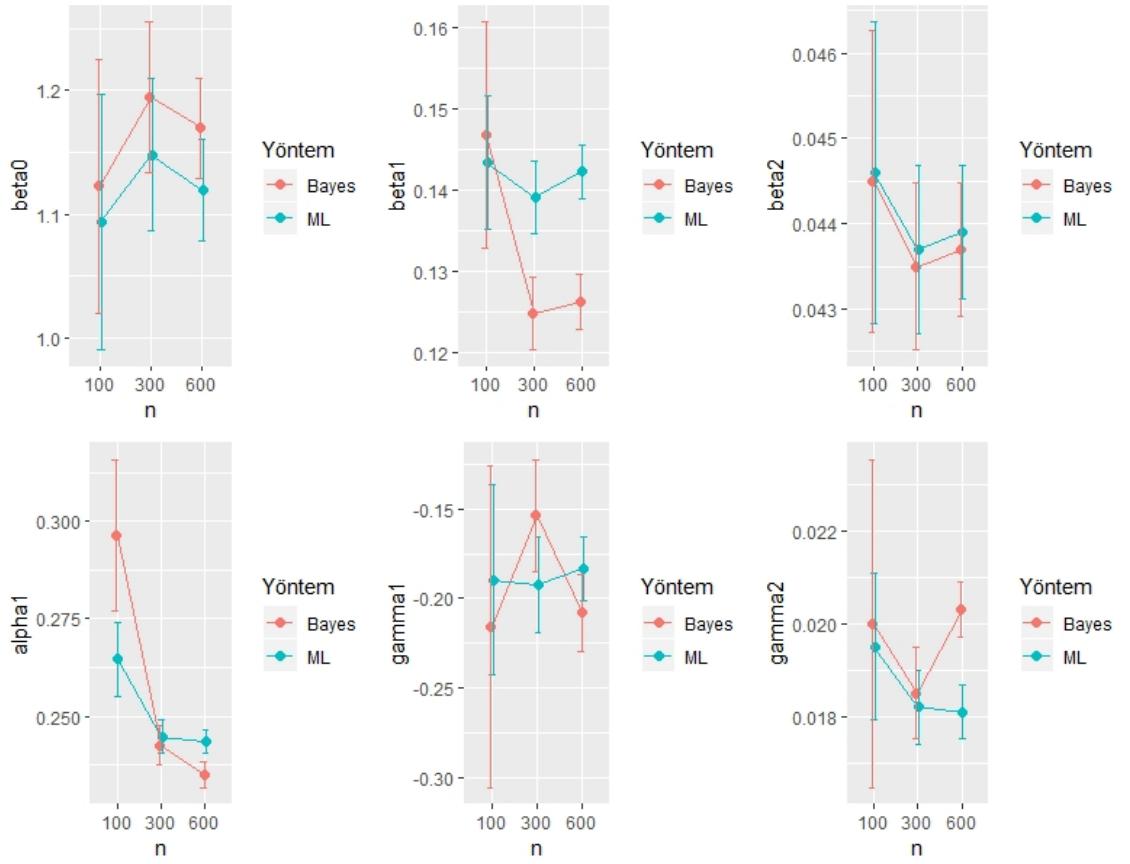 beta0
1.2
1.1
1.0
100 300 600
n
Yöntem
Bayes
ML
beta1
0.16
0.15
0.14
0.13
0.12
100 300 600
n
Yöntem
Bayes
ML
beta2
0.046
0.045
0.044
0.043
100 300 600
n
Yöntem
Bayes
ML
alpha1
0.300
0.275
0.250
100 300 600
n
Yöntem
Bayes
ML
gamma1
-0.15
-0.20
-0.25
-0.30
100 300 600
n
Yöntem
Bayes
ML
gamma2
0.022
0.020
0.018
100 300 600
n
Yöntem
Bayes
ML